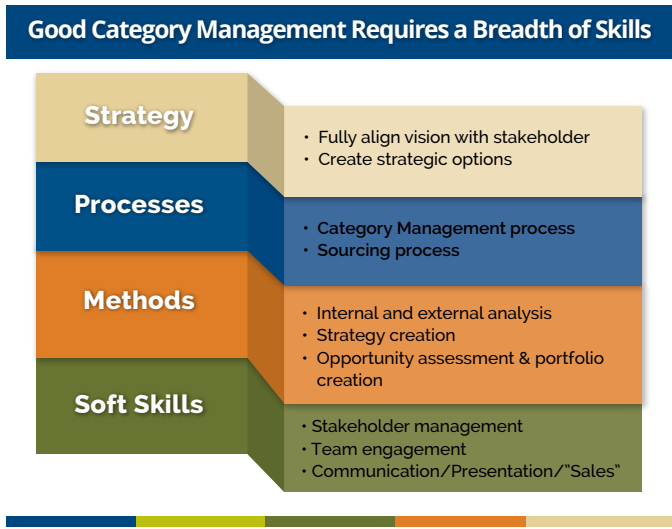 Good Category Management Requires a Breadth of Skills
Strategy
• Fully align vision with stakeholder
• Create strategic options
Processes
• Category Management process
• Sourcing process
Methods
• Internal and external analysis
• Strategy creation
• Opportunity assessment & portfolio
creation
Soft Skills
• Stakeholder management
• Team engagement
• Communication/Presentation/”Sales”